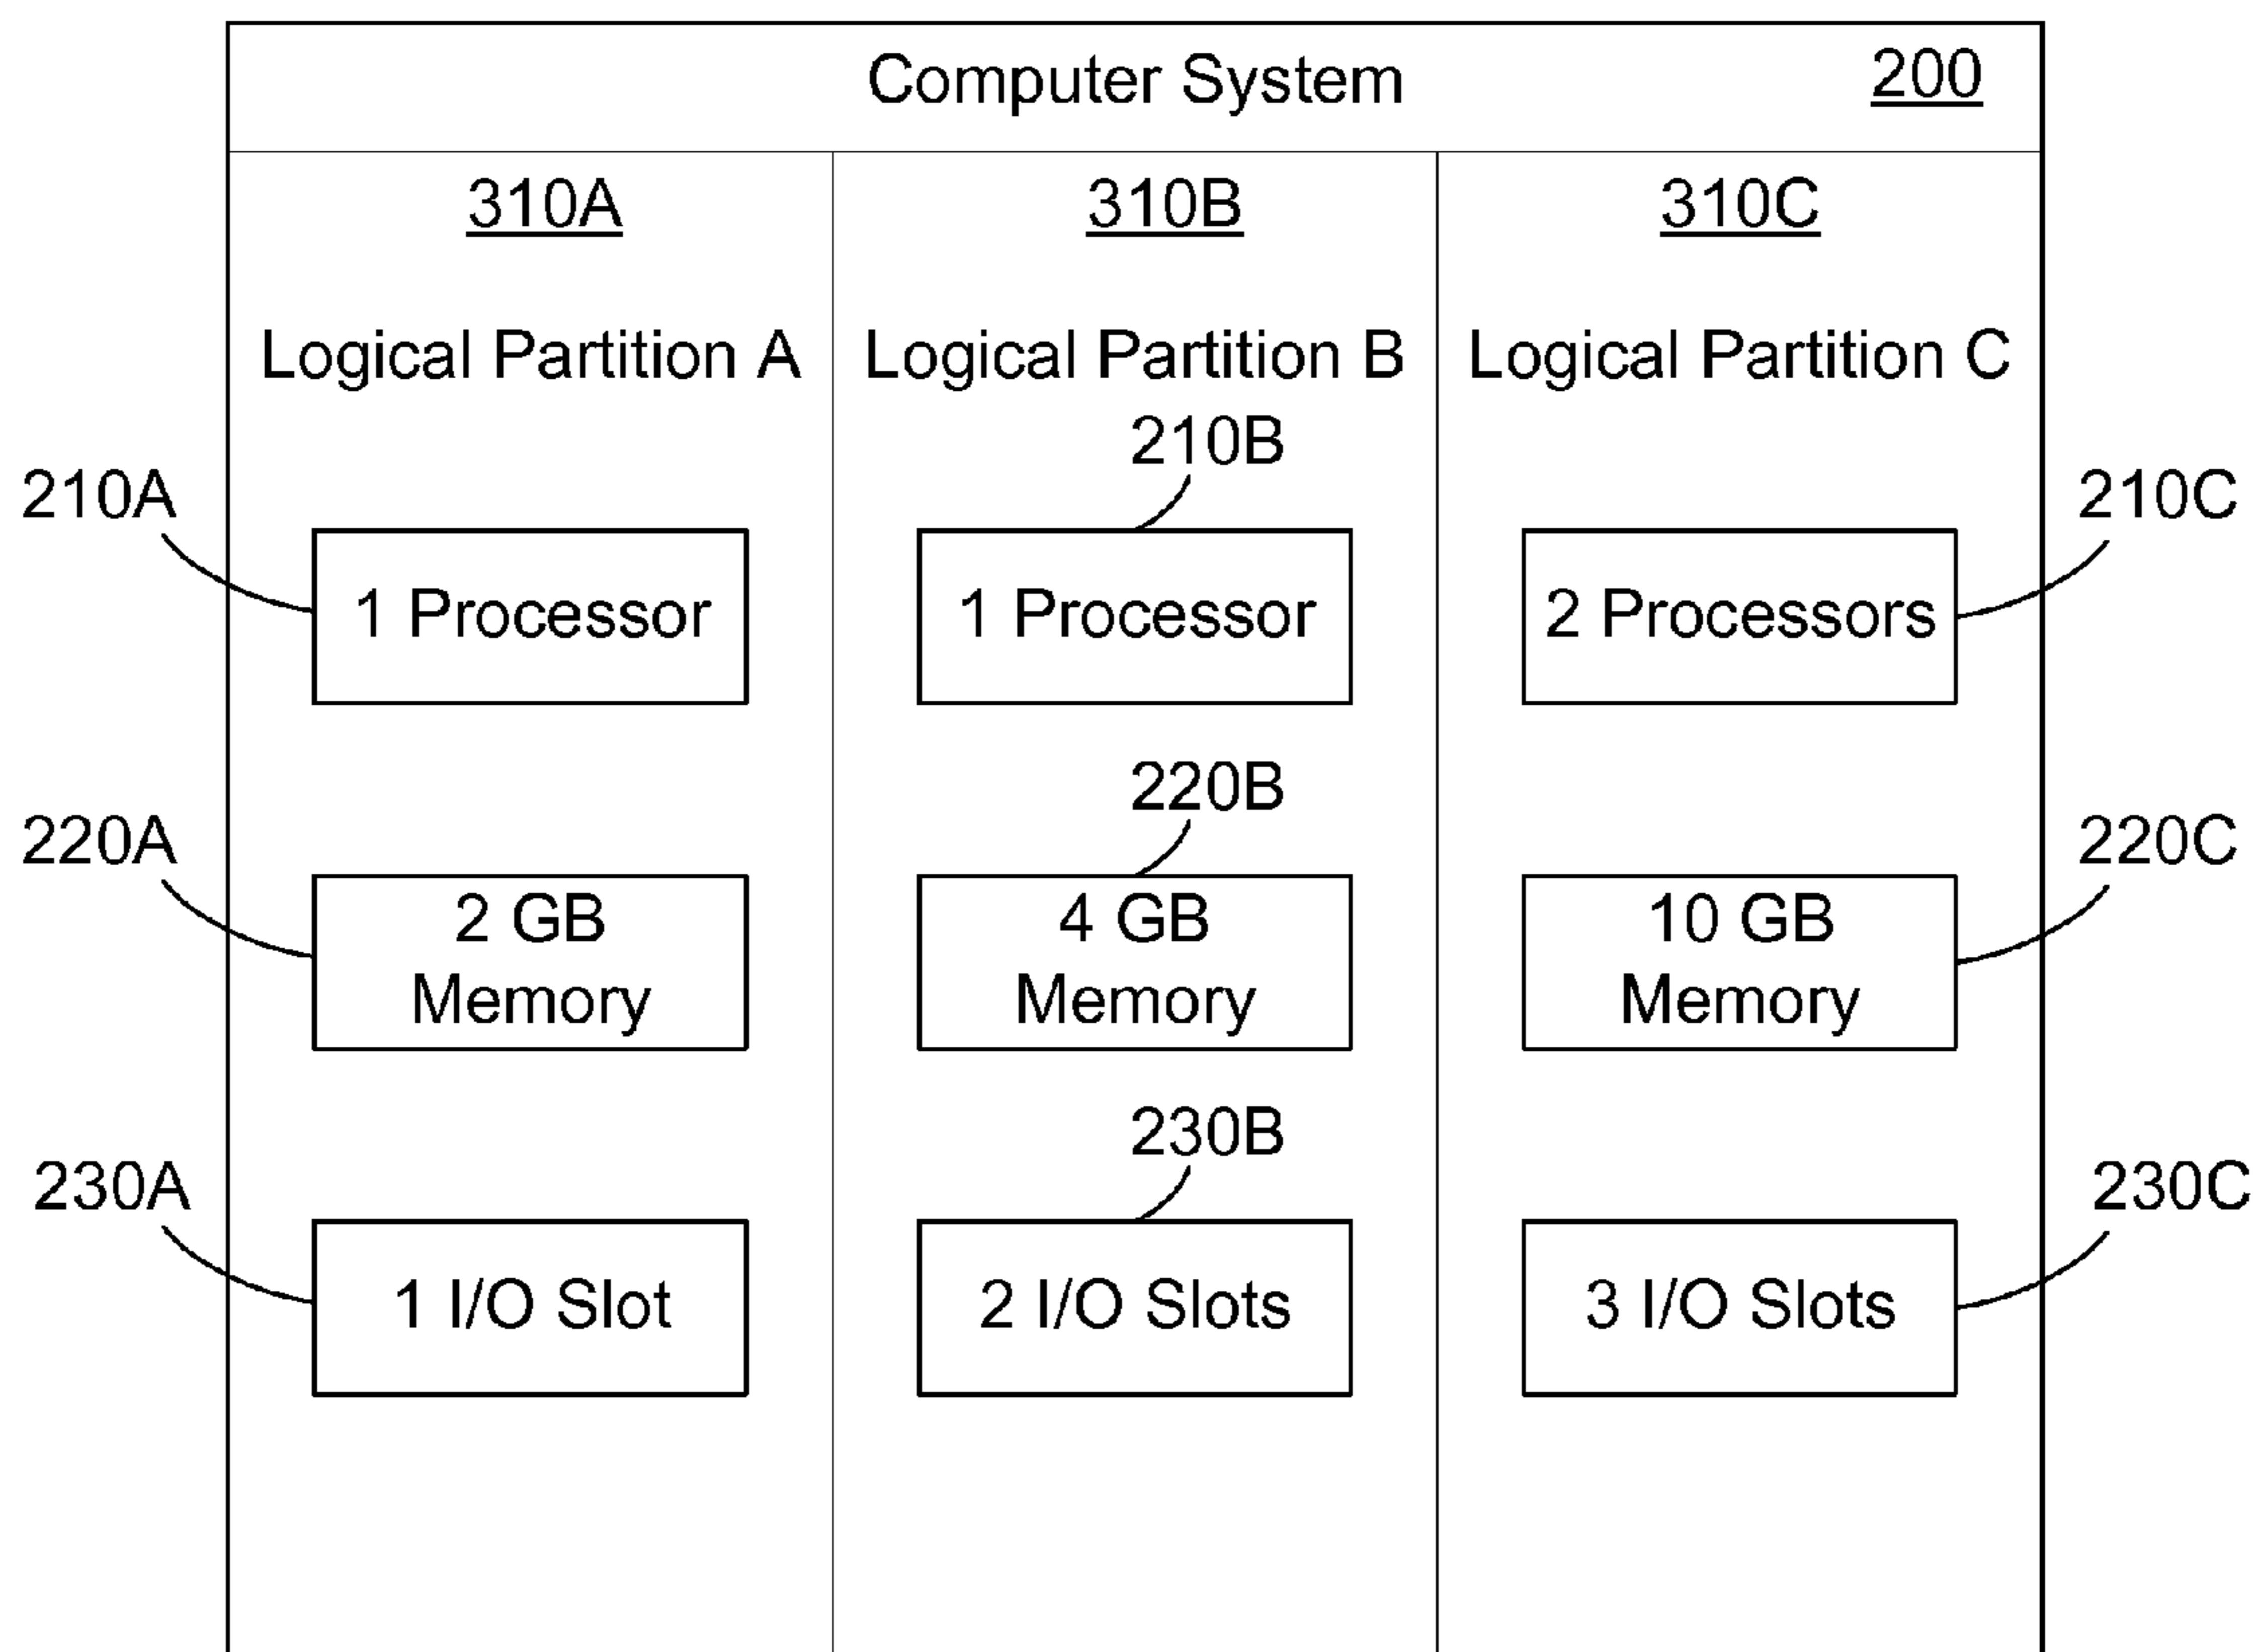 Computer System
200
310A
310B
310C
Logical Partition A
Logical Partition B
Logical Partition C
210A
210B
210C
1 Processor
1 Processor
2 Processors
220A
220B
220C
2 GB
Memory
4 GB
Memory
10 GB
Memory
230A
230B
230C
1 I/O Slot
2 I/O Slots
3 I/O Slots